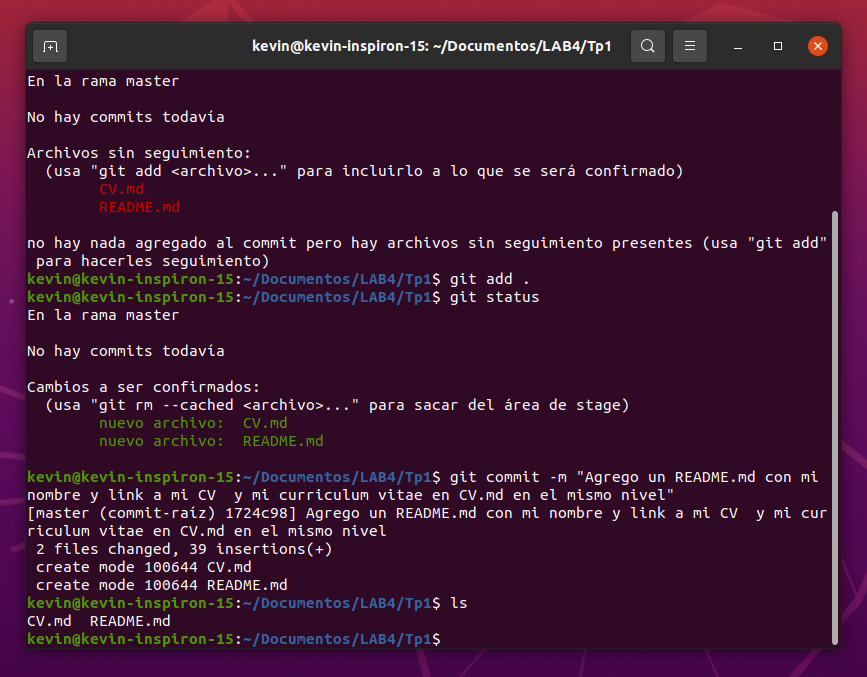 kevin@kevin-inspiron-15: ~/Documentos/LAB4/Tp1
En la rama master
No hay commits todavía
Archivos sin seguimiento:
  (usa "git add <archivo>..." para incluirlo a lo que se será confirmado)
        CV.md
        README.md
no hay nada agregado al commit pero hay archivos sin seguimiento presentes (usa "git add"
 para hacerles seguimiento)
kevin@kevin-inspiron-15:~/Documentos/LAB4/Tp1$ git add .
kevin@kevin-inspiron-15:~/Documentos/LAB4/Tp1$ git status
En la rama master
No hay commits todavía
Cambios a ser confirmados:
  (usa "git rm --cached <archivo>..." para sacar del área de stage)
        nuevo archivo:  CV.md
        nuevo archivo:  README.md
kevin@kevin-inspiron-15:~/Documentos/LAB4/Tp1$ git commit -m "Agrego un README.md con mi
nombre y link a mi CV  y mi curriculum vitae en CV.md en el mismo nivel"
[master (commit-raíz) 1724c98] Agrego un README.md con mi nombre y link a mi CV  y mi cur
riculum vitae en CV.md en el mismo nivel
 2 files changed, 39 insertions(+)
 create mode 100644 CV.md
 create mode 100644 README.md
kevin@kevin-inspiron-15:~/Documentos/LAB4/Tp1$ ls
CV.md  README.md
kevin@kevin-inspiron-15:~/Documentos/LAB4/Tp1$